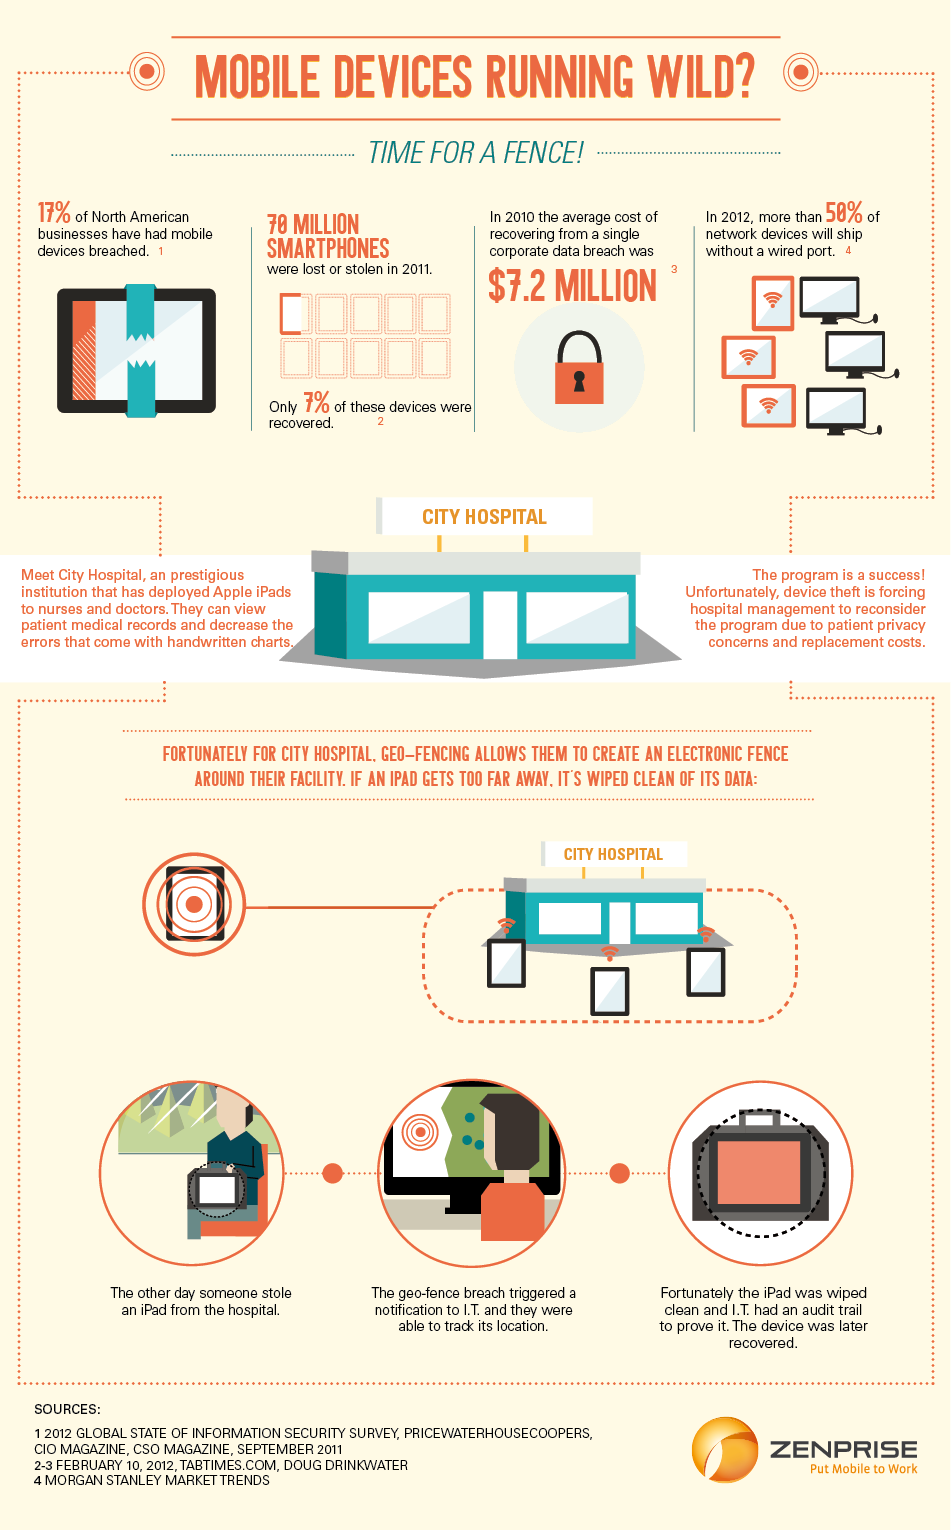 MOBILE DEVICES RUNNING WILD?
TIME FOR A FENCE!
17% of North American
businesses have had mobile
devices breached. 1
70 MILLION
SMARTPHONES
were lost or stolen in 2011.
Only 7% of these devices were
recovered. 2
In 2010 the average cost of
recovering from a single
corporate data breach was
$7.2 MILLION 3
In 2012, more than 50% of
network devices will ship
without a wired port. 4
CITY HOSPITAL
Meet City Hospital, an prestigious
institution that has deployed Apple iPads
to nurses and doctors. They can view
patient medical records and decrease the
errors that come with handwritten charts.
The program is a success!
Unfortunately, device theft is forcing
hospital management to reconsider
the program due to patient privacy
concerns and replacement costs.
FORTUNATELY FOR CITY HOSPITAL, GEO-FENCING ALLOWS THEM TO CREATE AN ELECTRONIC FENCE
AROUND THEIR FACILITY. IF AN IPAD GETS TOO FAR AWAY, IT'S WIPED CLEAN OF ITS DATA:
CITY HOSPITAL
The other day someone stole
an iPad from the hospital.
The geo-fence breach triggered a
notification to I.T. and they were
able to track its location.
Fortunately the iPad was wiped
clean and I.T. had an audit trail
to prove it. The device was later
recovered.
SOURCES:
1 2012 GLOBAL STATE OF INFORMATION SECURITY SURVEY, PRICEWATERHOUSECOOPERS,
CIO MAGAZINE, CSO MAGAZINE, SEPTEMBER 2011
2-3 FEBRUARY 10, 2012, TABTIMES.COM, DOUG DRINKWATER
4 MORGAN STANLEY MARKET TRENDS
ZENPRISE
Put Mobile to Work